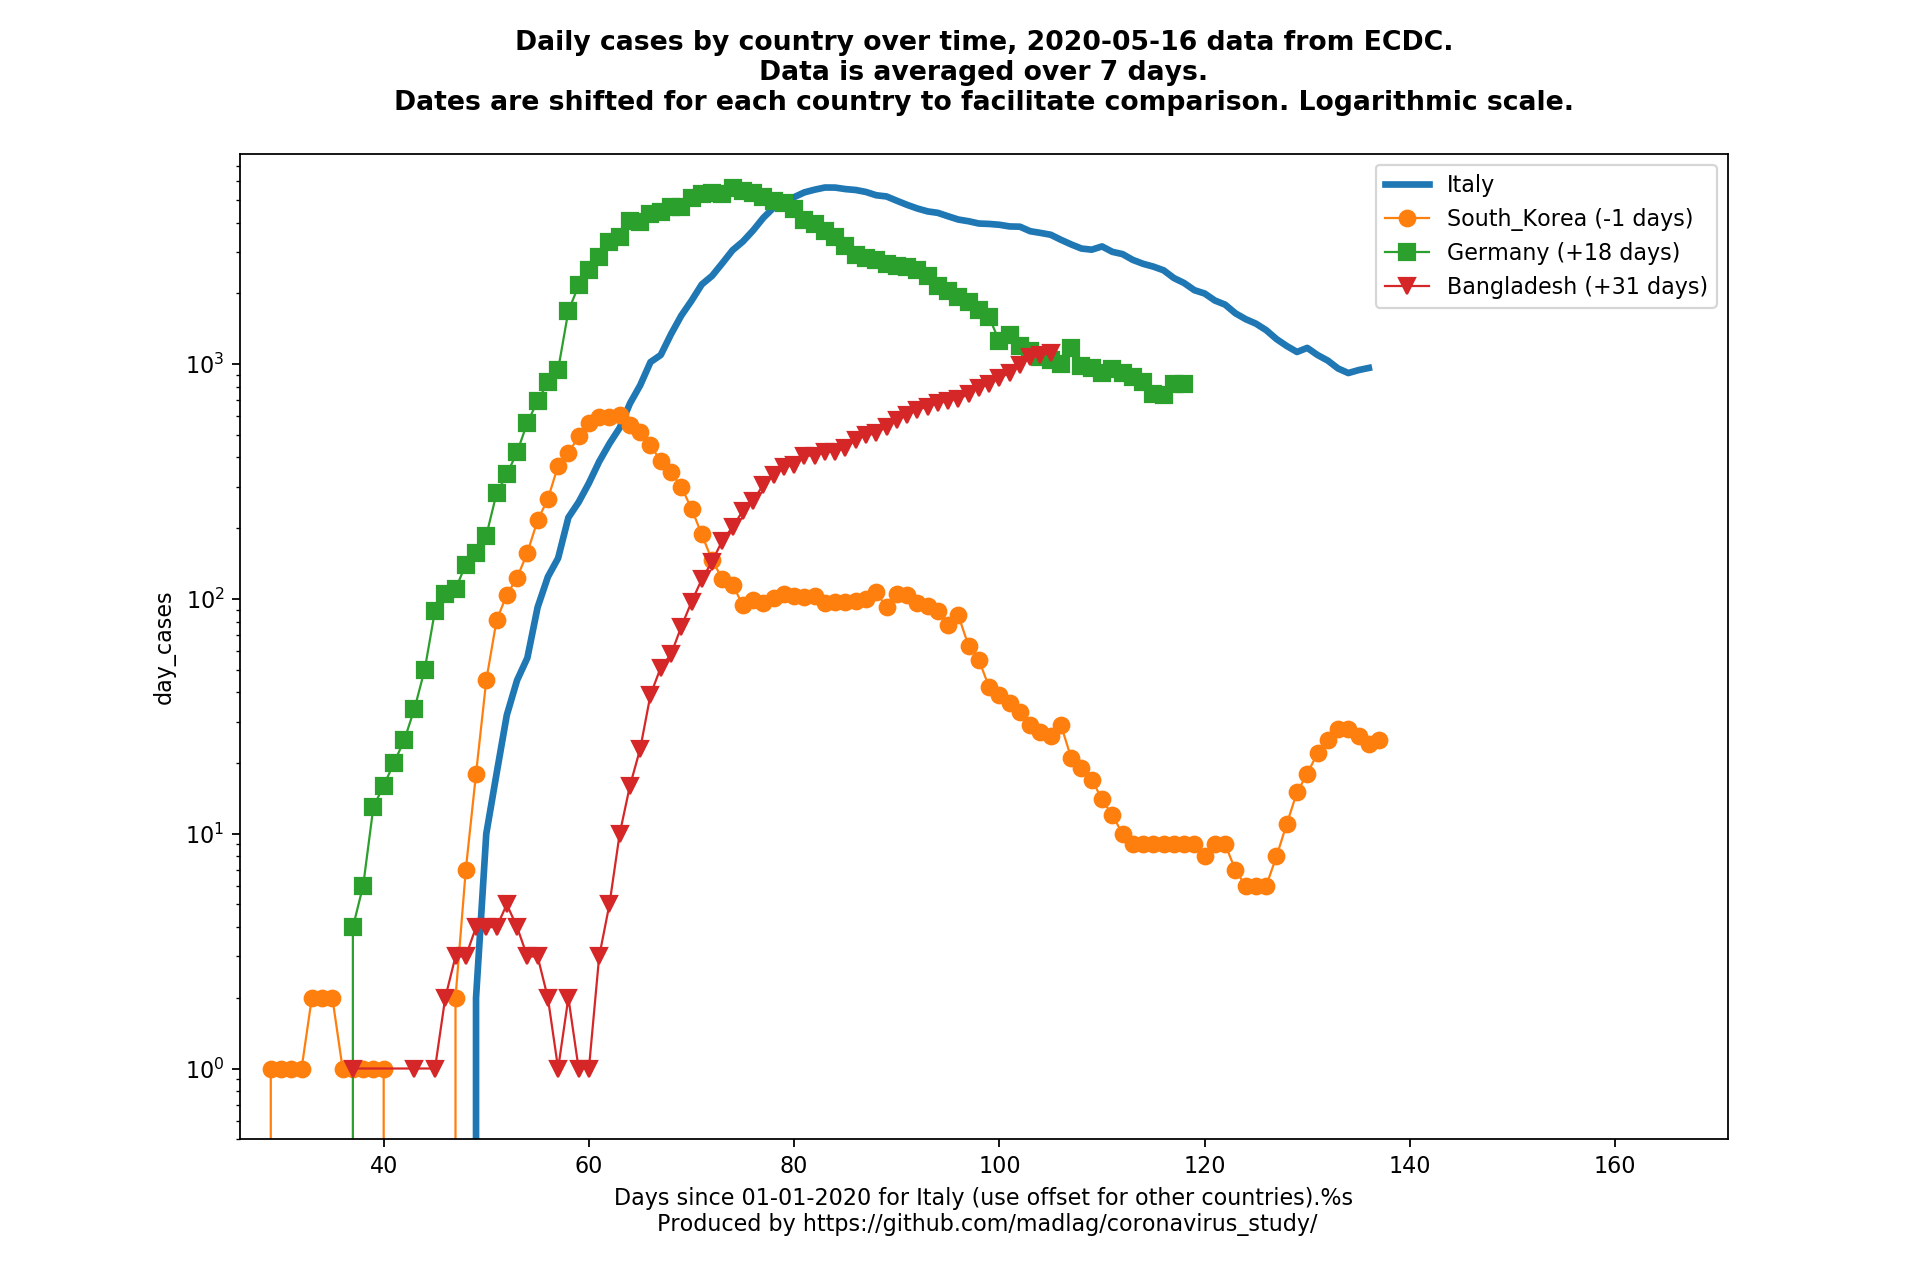 Daily cases by country over time, 2020-05-16 data from ECDC.
Data is averaged over 7 days.
Dates are shifted for each country to facilitate comparison. Logarithmic scale.
Italy
South_Korea (-1 days)
Germany (+18 days)
Bangladesh (+31 days)
day_cases
10³
10²
10¹
10⁰
40 60 80 100 120 140 160
Days since 01-01-2020 for Italy (use offset for other countries).%s
Produced by https://github.com/madlag/coronavirus_study/